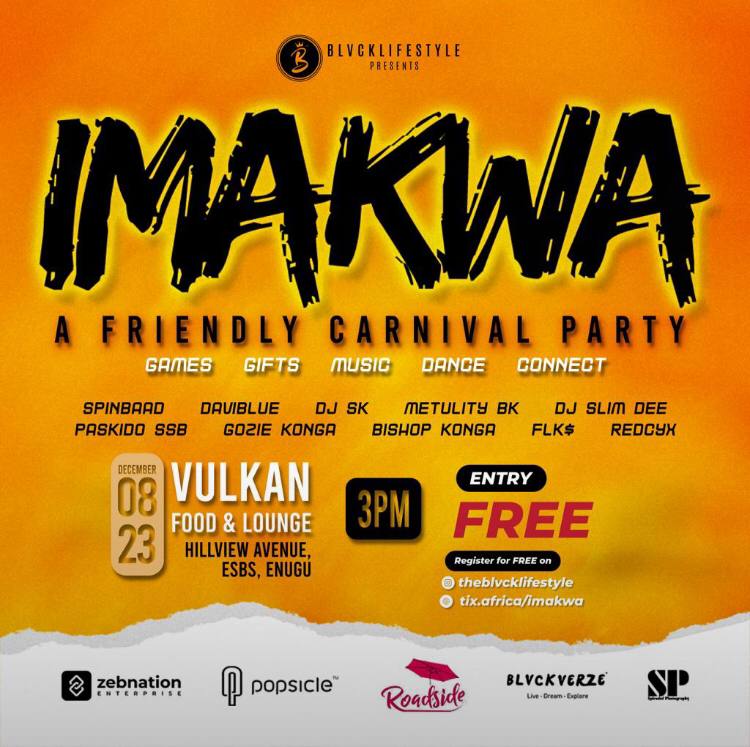 B
BLVCKLIFESTYLE
PRESENTS
IMAKWA
A FRIENDLY CARNIVAL PARTY
GAMES GIFTS MUSIC DANCE CONNECT
SPINBAAD DAVIBLUE DJ SK METULITY BK DJ SLIM DEE
PASKIDO SSB GOZIE KONGA BISHOP KONGA FLK$ REDCYX
DECEMBER
08
23
VULKAN
FOOD & LOUNGE
HILLVIEW AVENUE,
ESBS, ENUGU
3PM
ENTRY
FREE
Register for FREE on
theblvcklifestyle
tix.africa/imakwa
zebnation
ENTERPRISE
popsicle™
Roadside
BLVCKVERZE
Live - Dream - Explore
SP